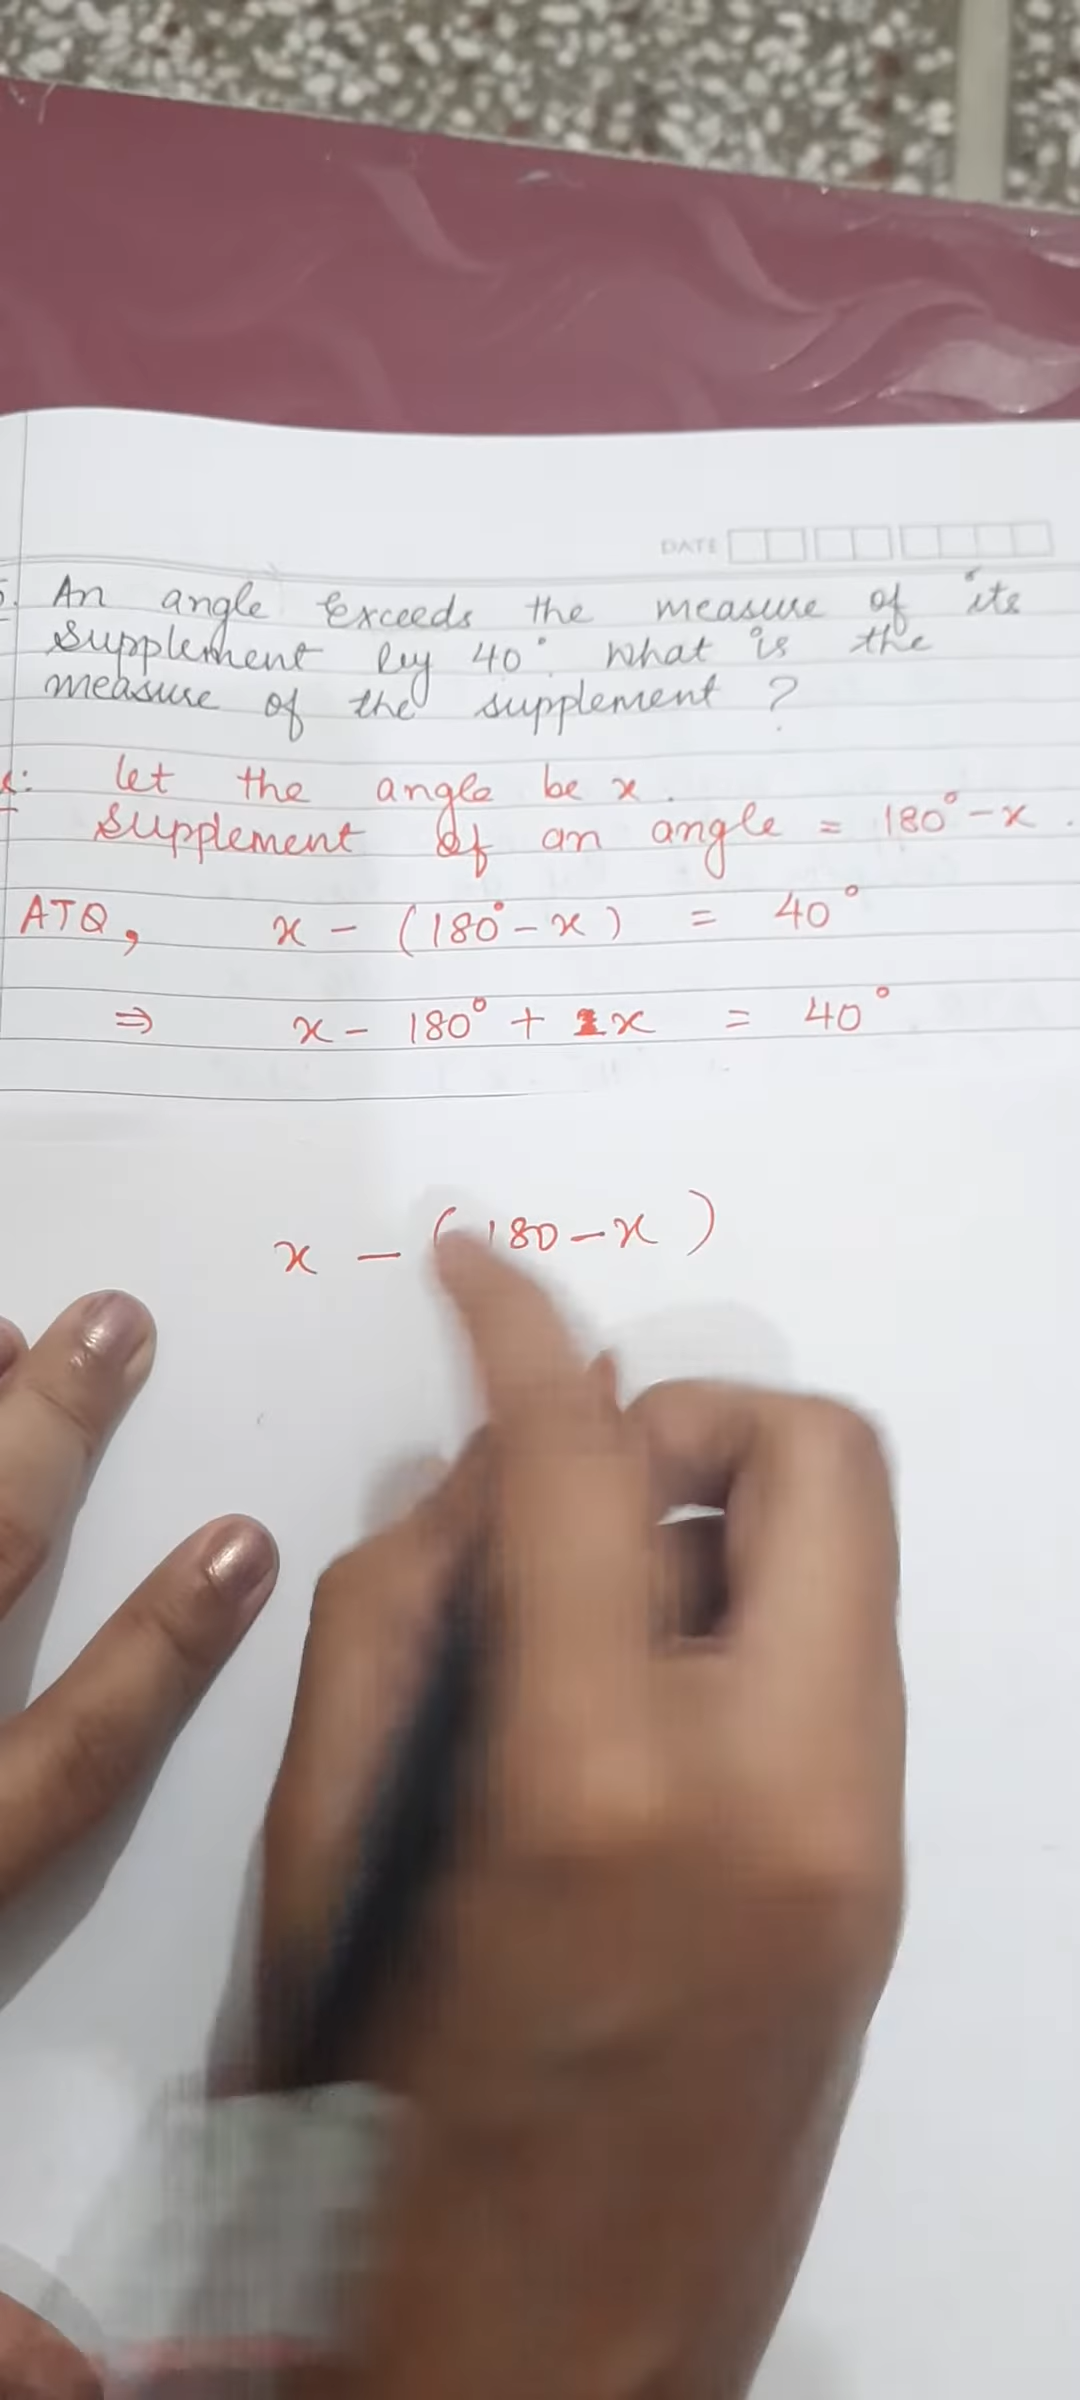 DATE
5. An angle Exceeds the measure of its
supplement by 40° What is the
measure of the supplement ?
let the angle be x.
Supplement of an angle = 180° - x.
ATQ, x - (180° - x) = 40°
⇒ x - 180° + x = 40°
x - ( 180 - x )